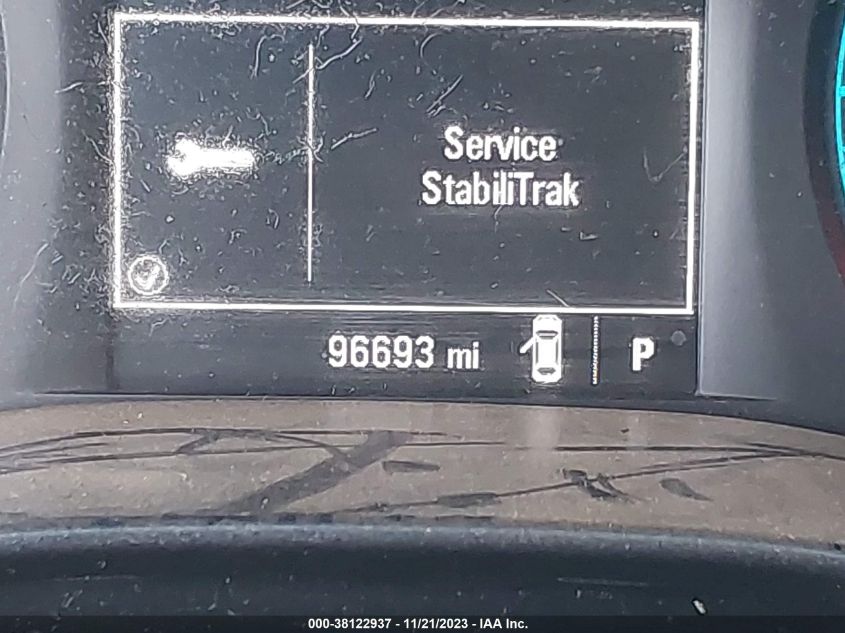 Service
StabiliTrak
96693 mi P
000-38122937 - 11/21/2023 - IAA Inc.